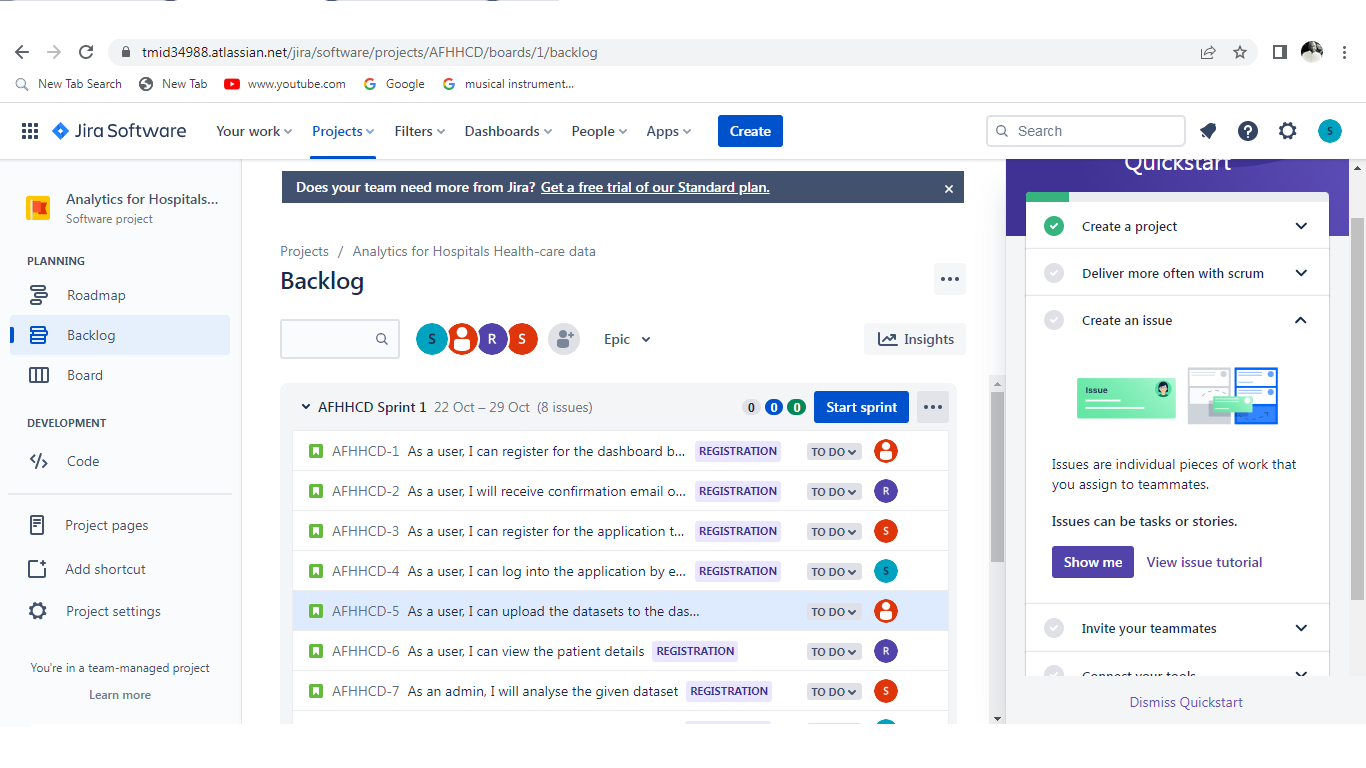 tmid34988.atlassian.net/jira/software/projects/AFHHCD/boards/1/backlog
New Tab Search New Tab www.youtube.com Google musical instrument...
Jira Software Your work Projects Filters Dashboards People Apps Create Search S
Analytics for Hospitals...
Software project
PLANNING
Roadmap
Backlog
Board
DEVELOPMENT
Code
Project pages
Add shortcut
Project settings
You're in a team-managed project
Learn more
Does your team need more from Jira? Get a free trial of our Standard plan.
Projects / Analytics for Hospitals Health-care data
Backlog
S R S Epic Insights
AFHHCD Sprint 1 22 Oct – 29 Oct (8 issues) 0 0 0 Start sprint
AFHHCD-1 As a user, I can register for the dashboard b... REGISTRATION TO DO
AFHHCD-2 As a user, I will receive confirmation email o... REGISTRATION TO DO R
AFHHCD-3 As a user, I can register for the application t... REGISTRATION TO DO S
AFHHCD-4 As a user, I can log into the application by e... REGISTRATION TO DO S
AFHHCD-5 As a user, I can upload the datasets to the das... TO DO
AFHHCD-6 As a user, I can view the patient details REGISTRATION TO DO R
AFHHCD-7 As an admin, I will analyse the given dataset REGISTRATION TO DO S
Quickstart
Create a project
Deliver more often with scrum
Create an issue
Issue
Issues are individual pieces of work that
you assign to teammates.
Issues can be tasks or stories.
Show me View issue tutorial
Invite your teammates
Connect your tools
Dismiss Quickstart